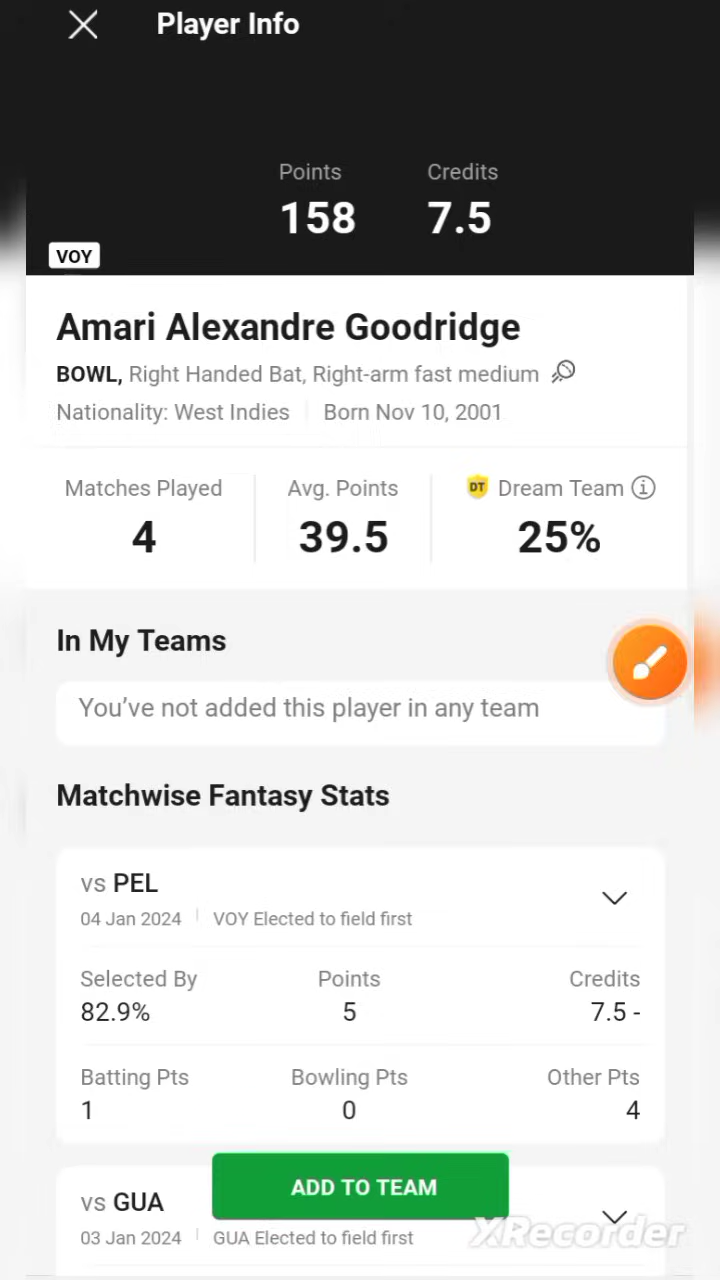 Player Info
Points Credits
158 7.5
VOY
Amari Alexandre Goodridge
BOWL, Right Handed Bat, Right-arm fast medium
Nationality: West Indies Born Nov 10, 2001
Matches Played Avg. Points DT Dream Team
4 39.5 25%
In My Teams
You’ve not added this player in any team
Matchwise Fantasy Stats
vs PEL
04 Jan 2024 VOY Elected to field first
Selected By Points Credits
82.9% 5 7.5 -
Batting Pts Bowling Pts Other Pts
1 0 4
ADD TO TEAM
vs GUA
03 Jan 2024 GUA Elected to field first
XRecorder